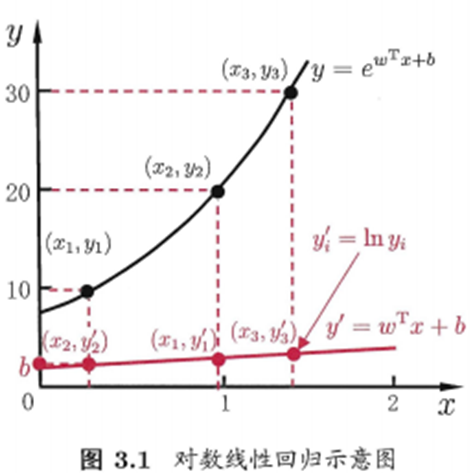 y
30
20
10
b
0
1
2
x
(x₃, y₃)
y = e^{wᵀx+b}
(x₂, y₂)
(x₁, y₁)
y′ᵢ = ln yᵢ
(x₂, y′₂)
(x₁, y′₁)
(x₃, y′₃)
y′ = wᵀx + b
图 3.1 对数线性回归示意图